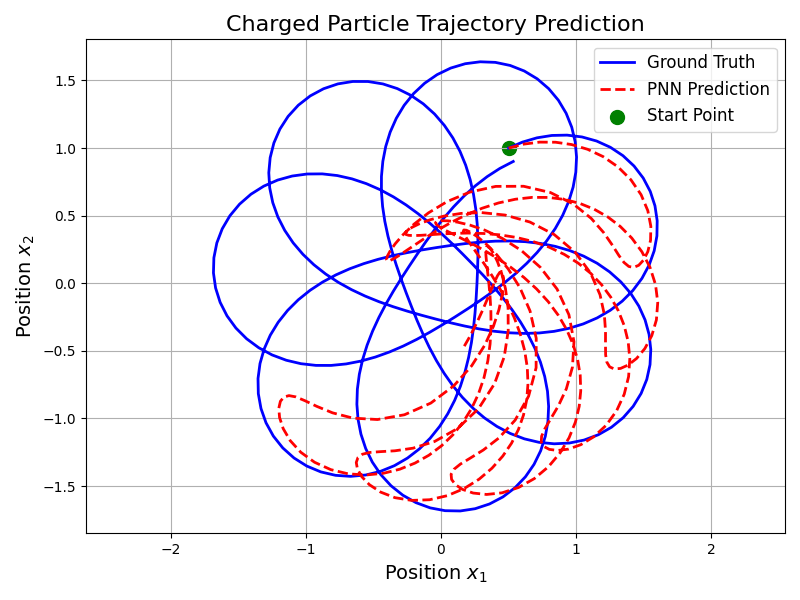 Charged Particle Trajectory Prediction
Ground Truth
PNN Prediction
Start Point
Position x₂
1.5
1.0
0.5
0.0
−0.5
−1.0
−1.5
−2
−1
0
1
2
Position x₁